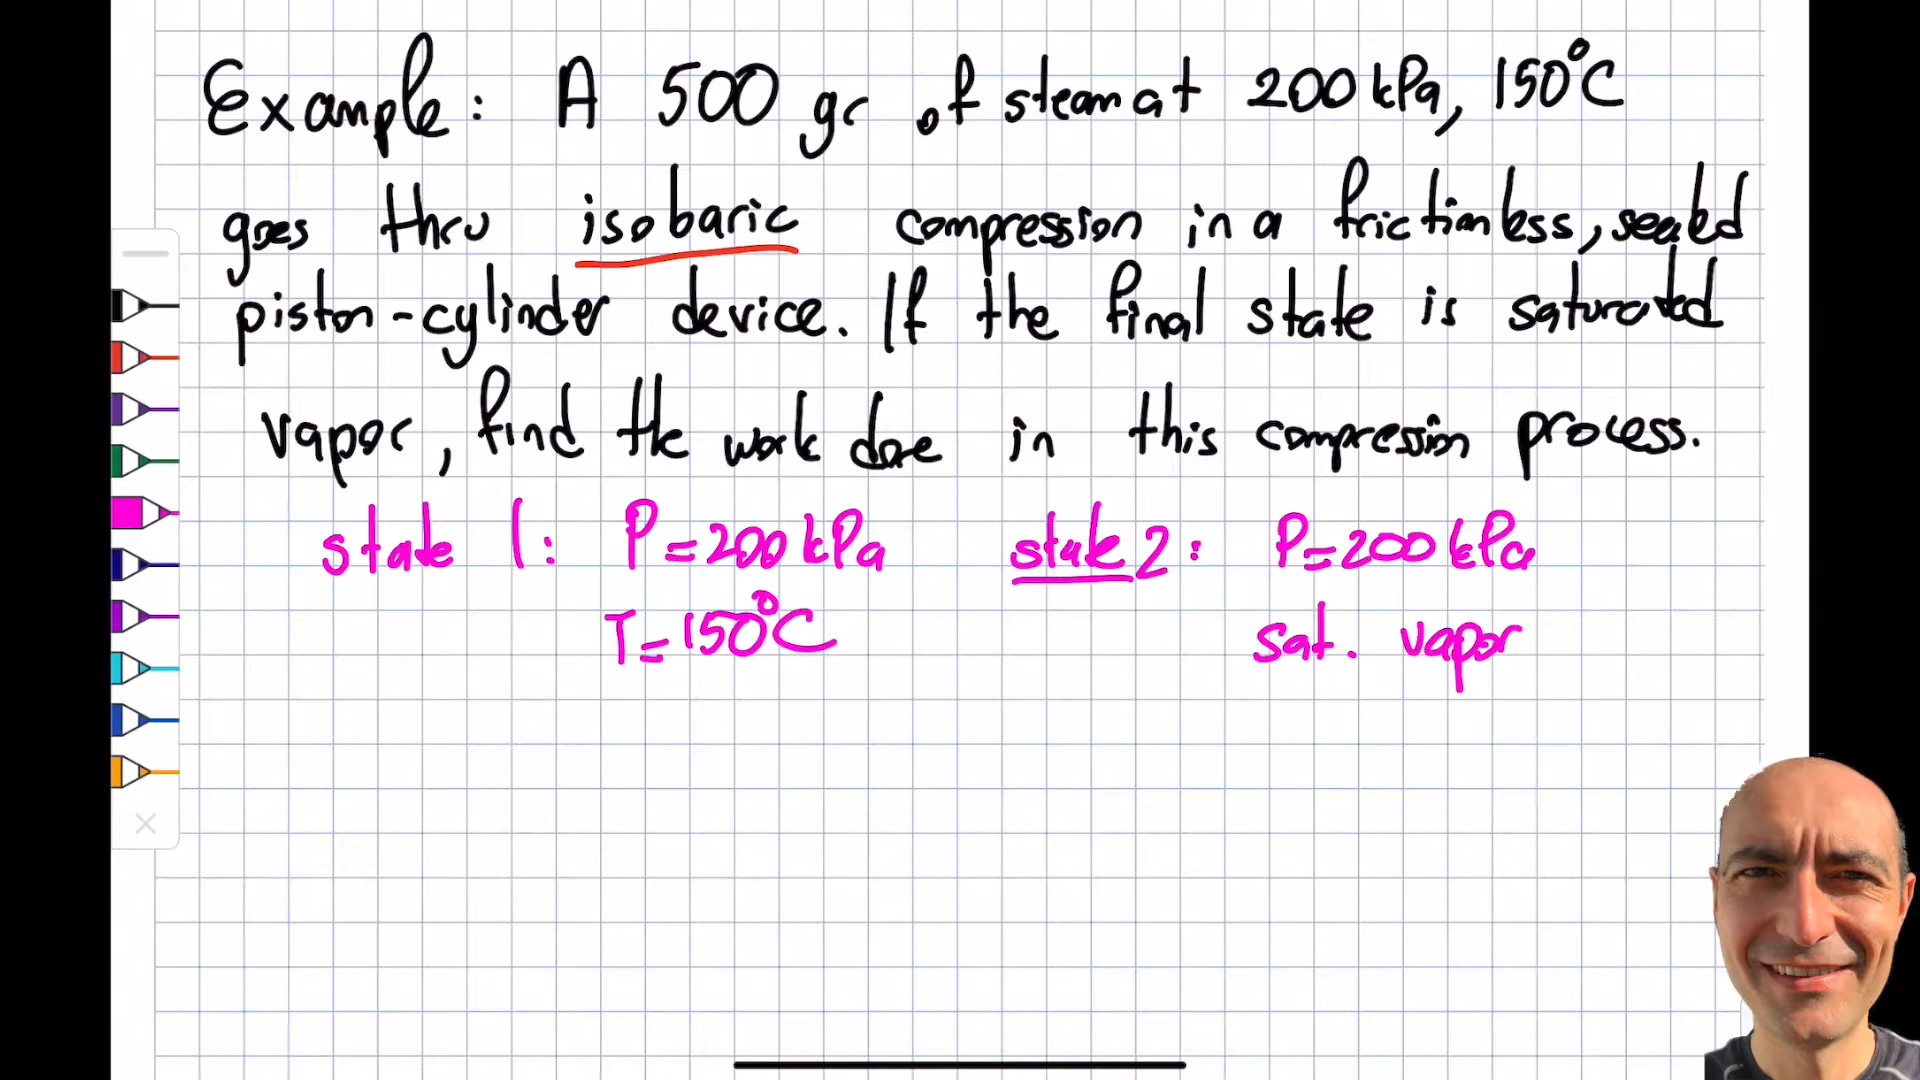 Example: A 500 gr of steam at 200 kPa, 150°C
goes thru isobaric compression in a frictionless, sealed
piston-cylinder device. If the final state is saturated
vapor, find the work done in this compression process.
state 1: P=200 kPa state 2: P=200 kPa
T=150°C sat. vapor